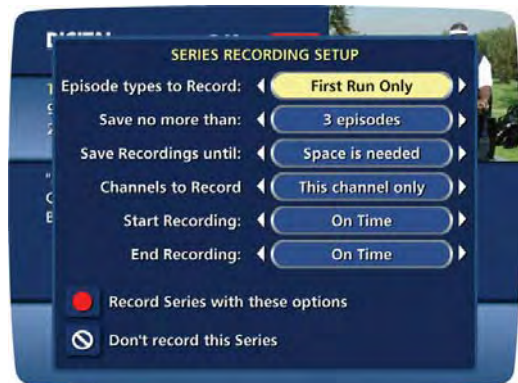 DIGITAL
SERIES RECORDING SETUP
Episode types to Record: First Run Only
Save no more than: 3 episodes
Save Recordings until: Space is needed
Channels to Record This channel only
Start Recording: On Time
End Recording: On Time
Record Series with these options
Don't record this Series